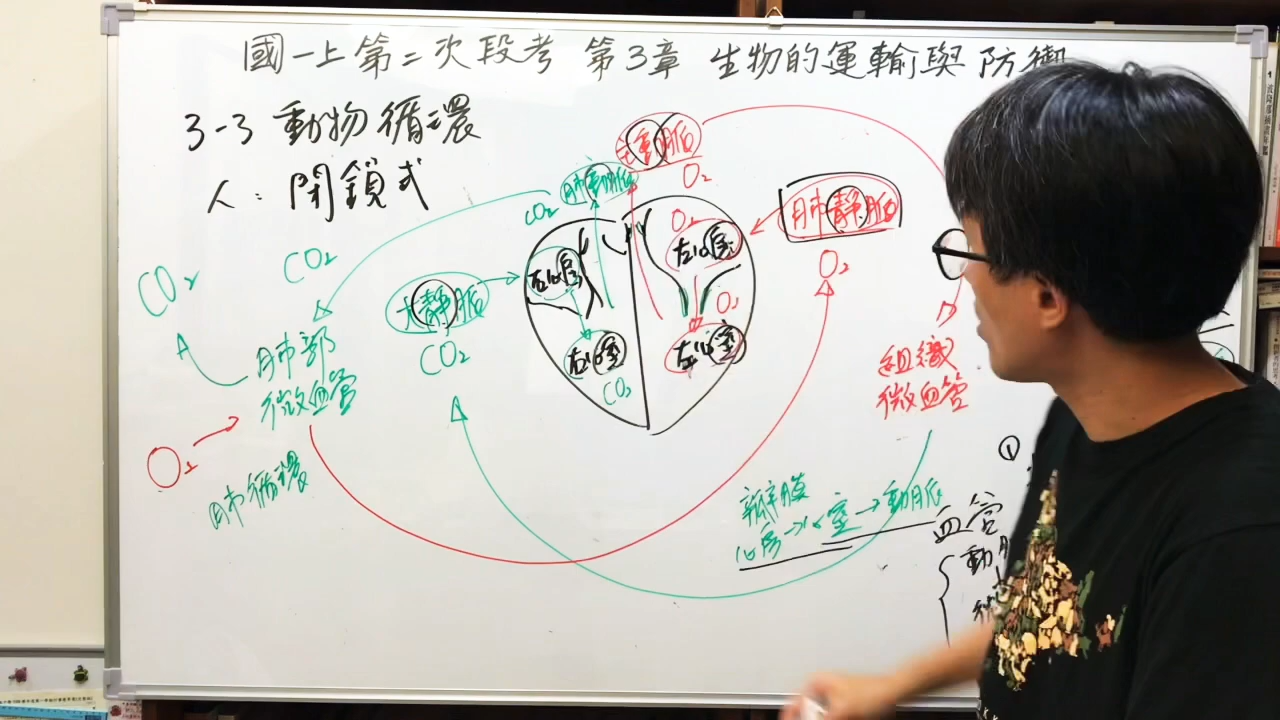 國一上第二次段考 第3章 生物的運輸與防禦
3-3 動物循環
人：閉鎖式
大動脈
O₂
肺動脈
CO₂
肺靜脈
O₂
CO₂
CO₂
大靜脈
CO₂
右心房
右心室
CO₂
O₂
左心房
O₂
左心室
肺部
微血管
O₂
肺循環
組織
微血管
瓣膜
心房→心室→動脈
①
血管
動